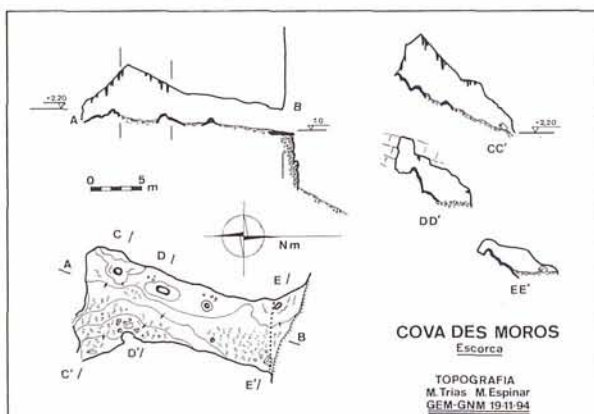 +2,20
A
B
±0
0 5
m
CC'
+2,20
DD'
EE'
Nm
C
A
D
E
B
C'
D'
E'
COVA DES MOROS
Escorca
TOPOGRAFIA
M. Trias M. Espinar
GEM-GNM 19-11-94